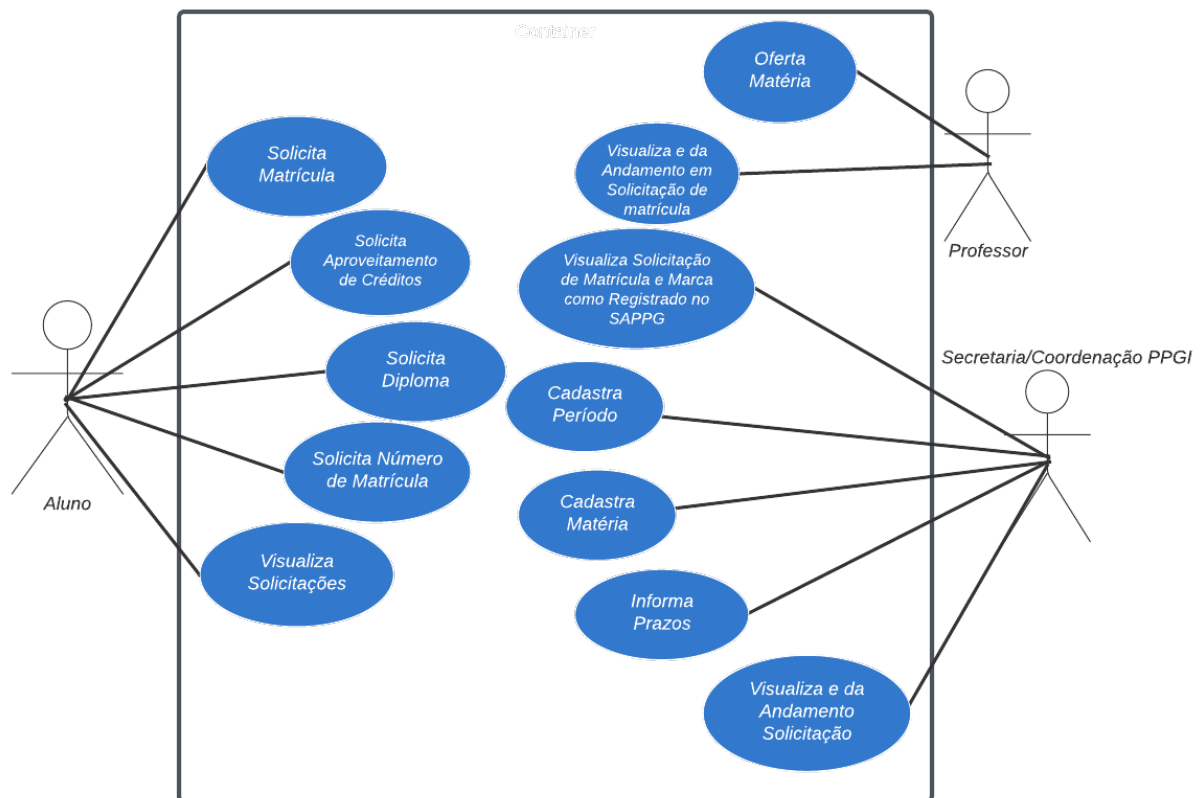 Container
Oferta
Matéria
Solicita
Matrícula
Visualiza e da
Andamento em
Solicitação de
matrícula
Professor
Solicita
Aproveitamento
de Créditos
Visualiza Solicitação
de Matrícula e Marca
como Registrado no
SAPPG
Secretaria/Coordenação PPGI
Solicita
Diploma
Cadastra
Período
Solicita Número
de Matrícula
Aluno
Cadastra
Matéria
Visualiza
Solicitações
Informa
Prazos
Visualiza e da
Andamento
Solicitação